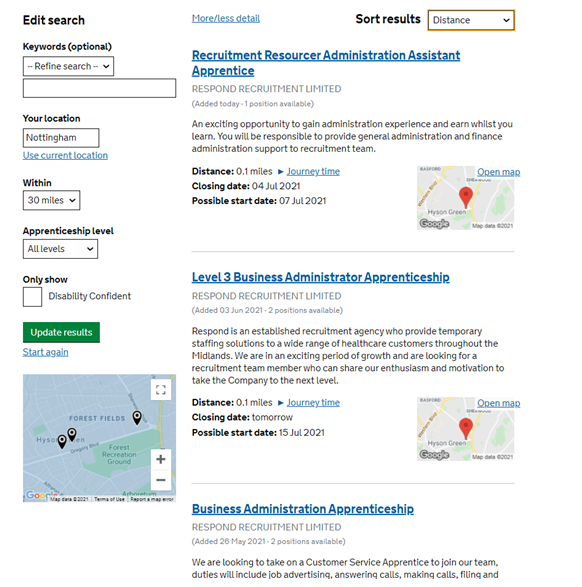 Edit search
Keywords (optional)
-- Refine search --
Your location
Nottingham
Use current location
Within
30 miles
Apprenticeship level
All levels
Only show
Disability Confident
Update results
Start again
FOREST FIELDS
Hyson Green
Gregory Blvd
Forest
Recreation
Ground
Arboretum
Google
Map data ©2021 Terms of Use Report a map error
More/less detail
Sort results Distance
Recruitment Resourcer Administration Assistant
Apprentice
RESPOND RECRUITMENT LIMITED
(Added today - 1 position available)
An exciting opportunity to gain administration experience and earn whilst you
learn. You will be responsible to provide general administration and finance
administration support to recruitment team.
Distance: 0.1 miles ► Journey time
Closing date: 04 Jul 2021
Possible start date: 07 Jul 2021
Open map
BASFORD
Hyson Green
Google Map data ©2021
Level 3 Business Administrator Apprenticeship
RESPOND RECRUITMENT LIMITED
(Added 03 Jun 2021 - 2 positions available)
Respond is an established recruitment agency who provide temporary
staffing solutions to a wide range of healthcare customers throughout the
Midlands. We are in an exciting period of growth and are looking for a
recruitment team member who can share our enthusiasm and motivation to
take the Company to the next level.
Distance: 0.1 miles ► Journey time
Closing date: tomorrow
Possible start date: 15 Jul 2021
Open map
BASFORD
Hyson Green
Google Map data ©2021
Business Administration Apprenticeship
RESPOND RECRUITMENT LIMITED
(Added 26 May 2021 - 2 positions available)
We are looking to take on a Customer Service Apprentice to join our team,
duties will include job advertising, answering calls, making calls, filing and